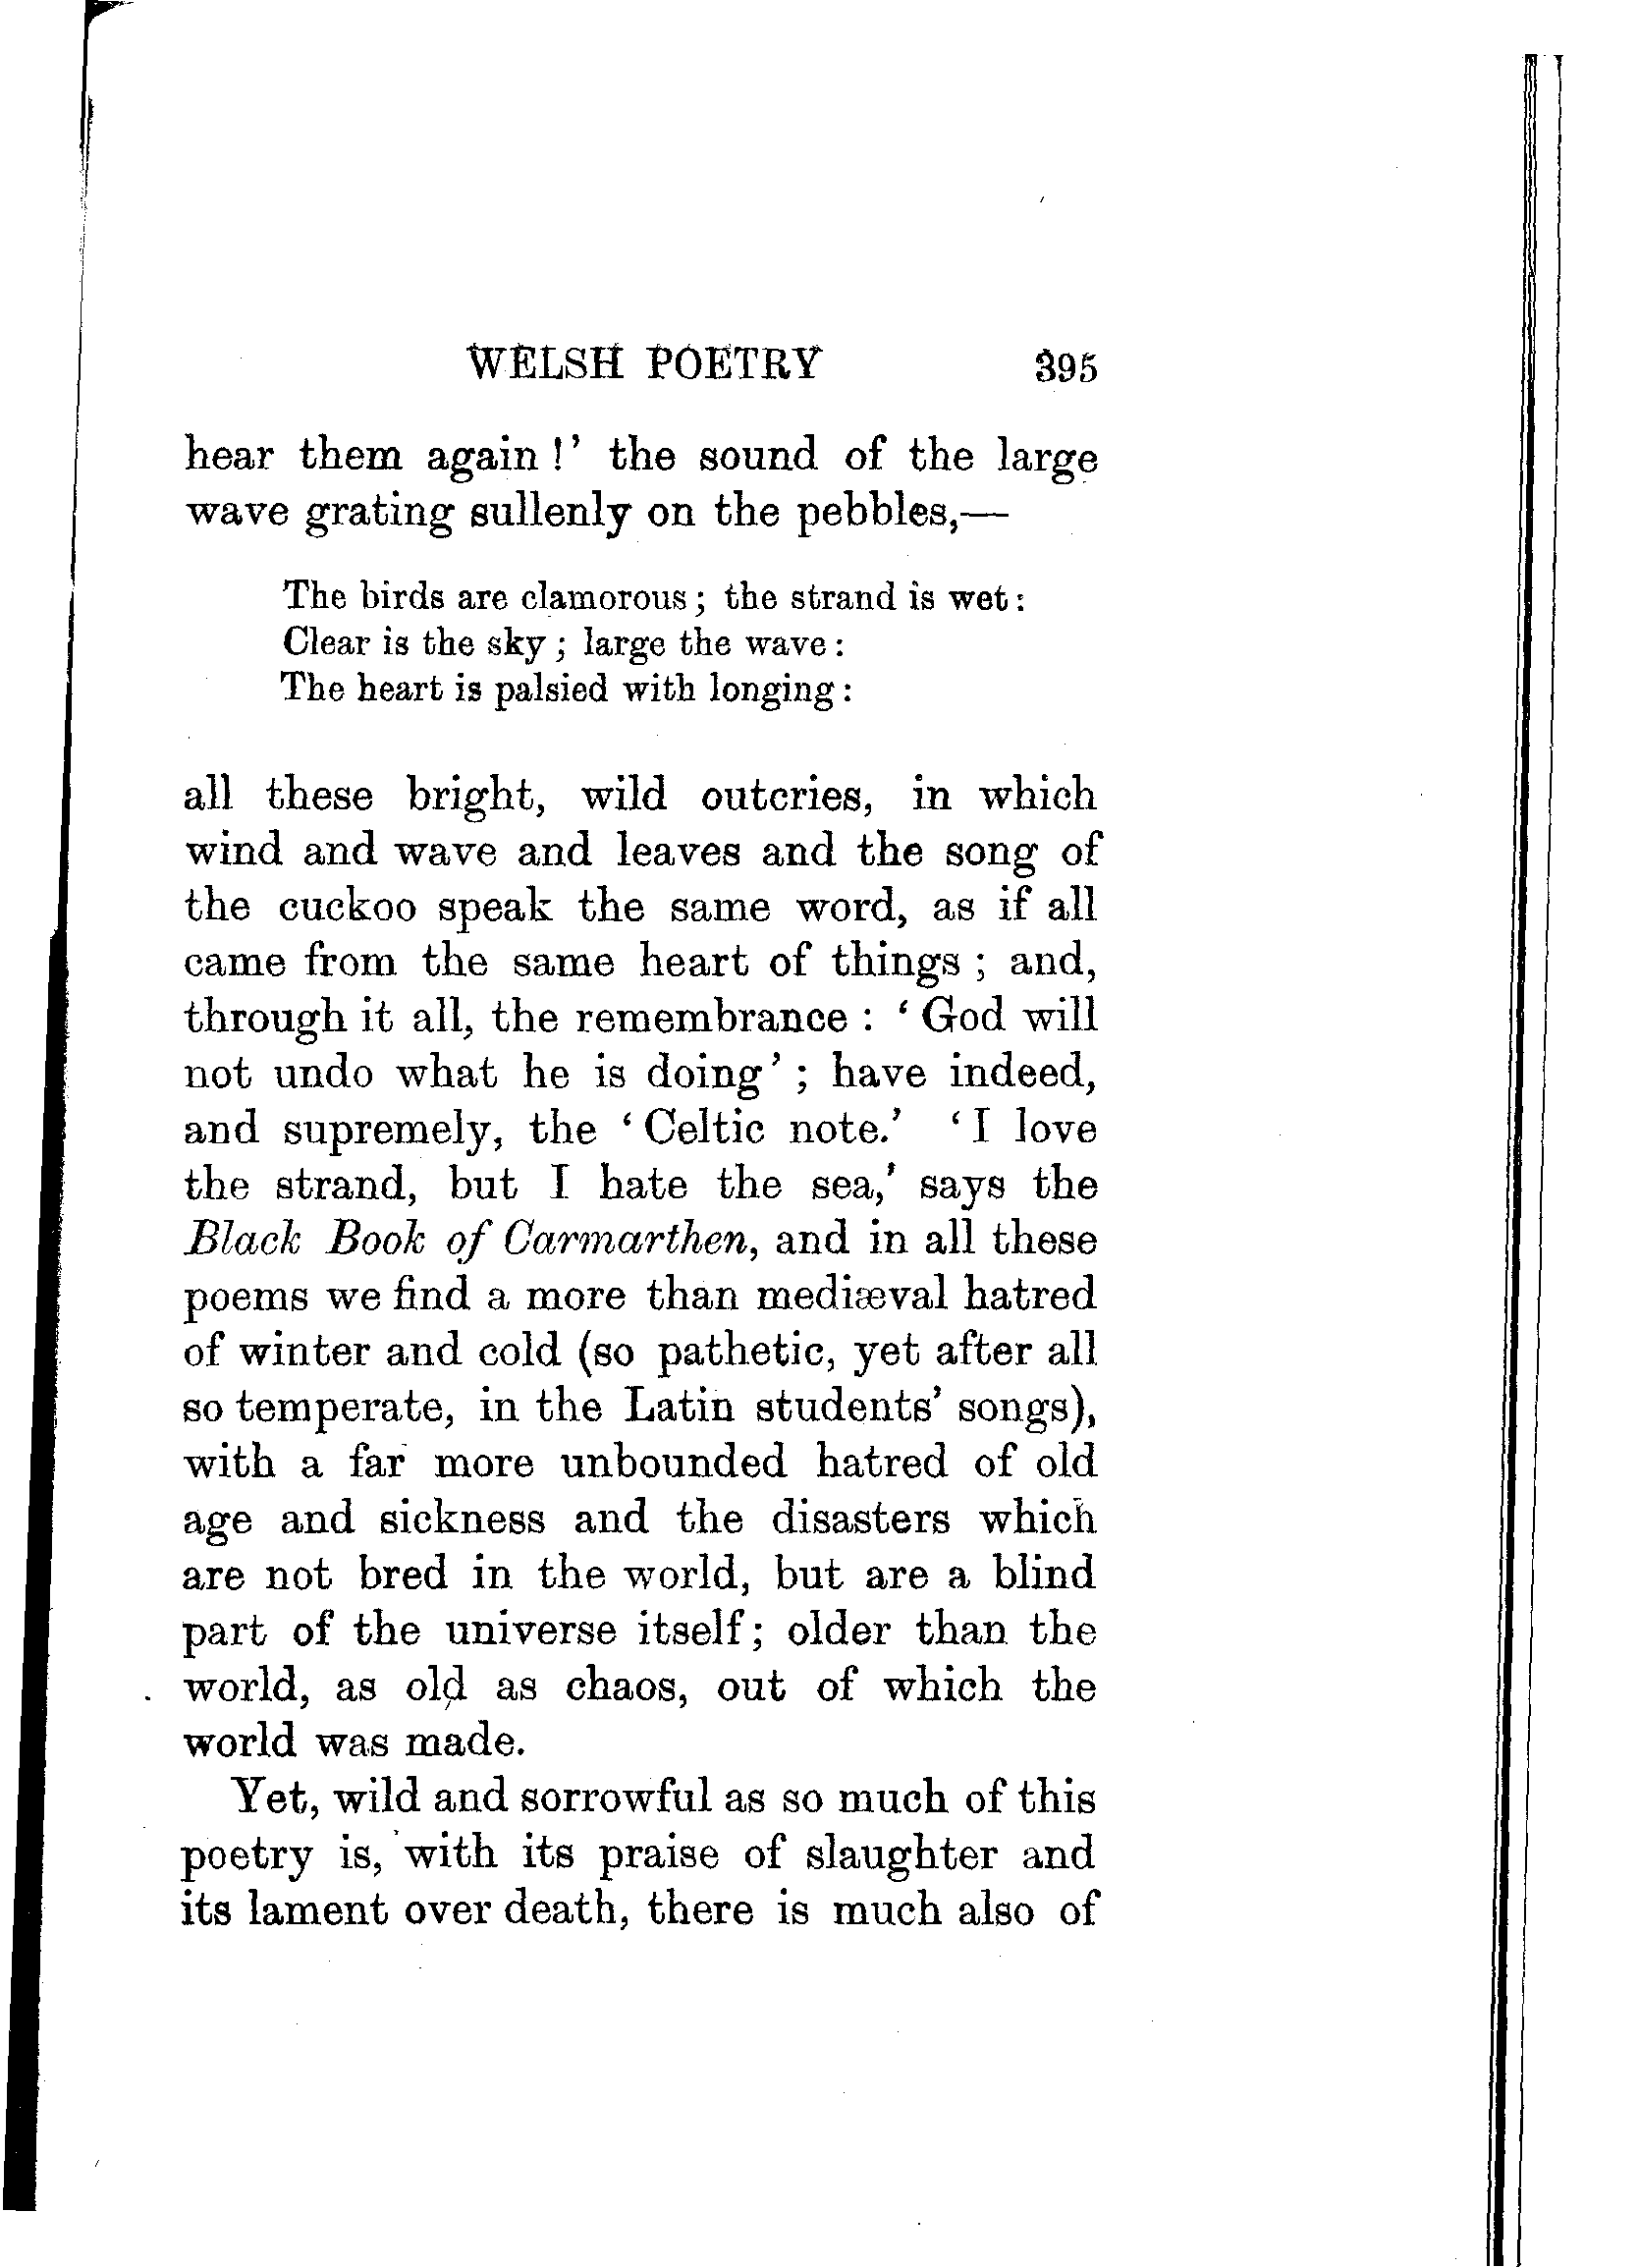 WELSH POETRY 395
hear them again !’ the sound of the large
wave grating sullenly on the pebbles,—
The birds are clamorous ; the strand is wet :
Clear is the sky ; large the wave :
The heart is palsied with longing :
all these bright, wild outcries, in which
wind and wave and leaves and the song of
the cuckoo speak the same word, as if all
came from the same heart of things ; and,
through it all, the remembrance : ‘ God will
not undo what he is doing ’ ; have indeed,
and supremely, the ‘ Celtic note.’ ‘ I love
the strand, but I hate the sea,’ says the
Black Book of Carmarthen, and in all these
poems we find a more than mediæval hatred
of winter and cold (so pathetic, yet after all
so temperate, in the Latin students’ songs),
with a far more unbounded hatred of old
age and sickness and the disasters which
are not bred in the world, but are a blind
part of the universe itself ; older than the
world, as old as chaos, out of which the
world was made.
Yet, wild and sorrowful as so much of this
poetry is, with its praise of slaughter and
its lament over death, there is much also of